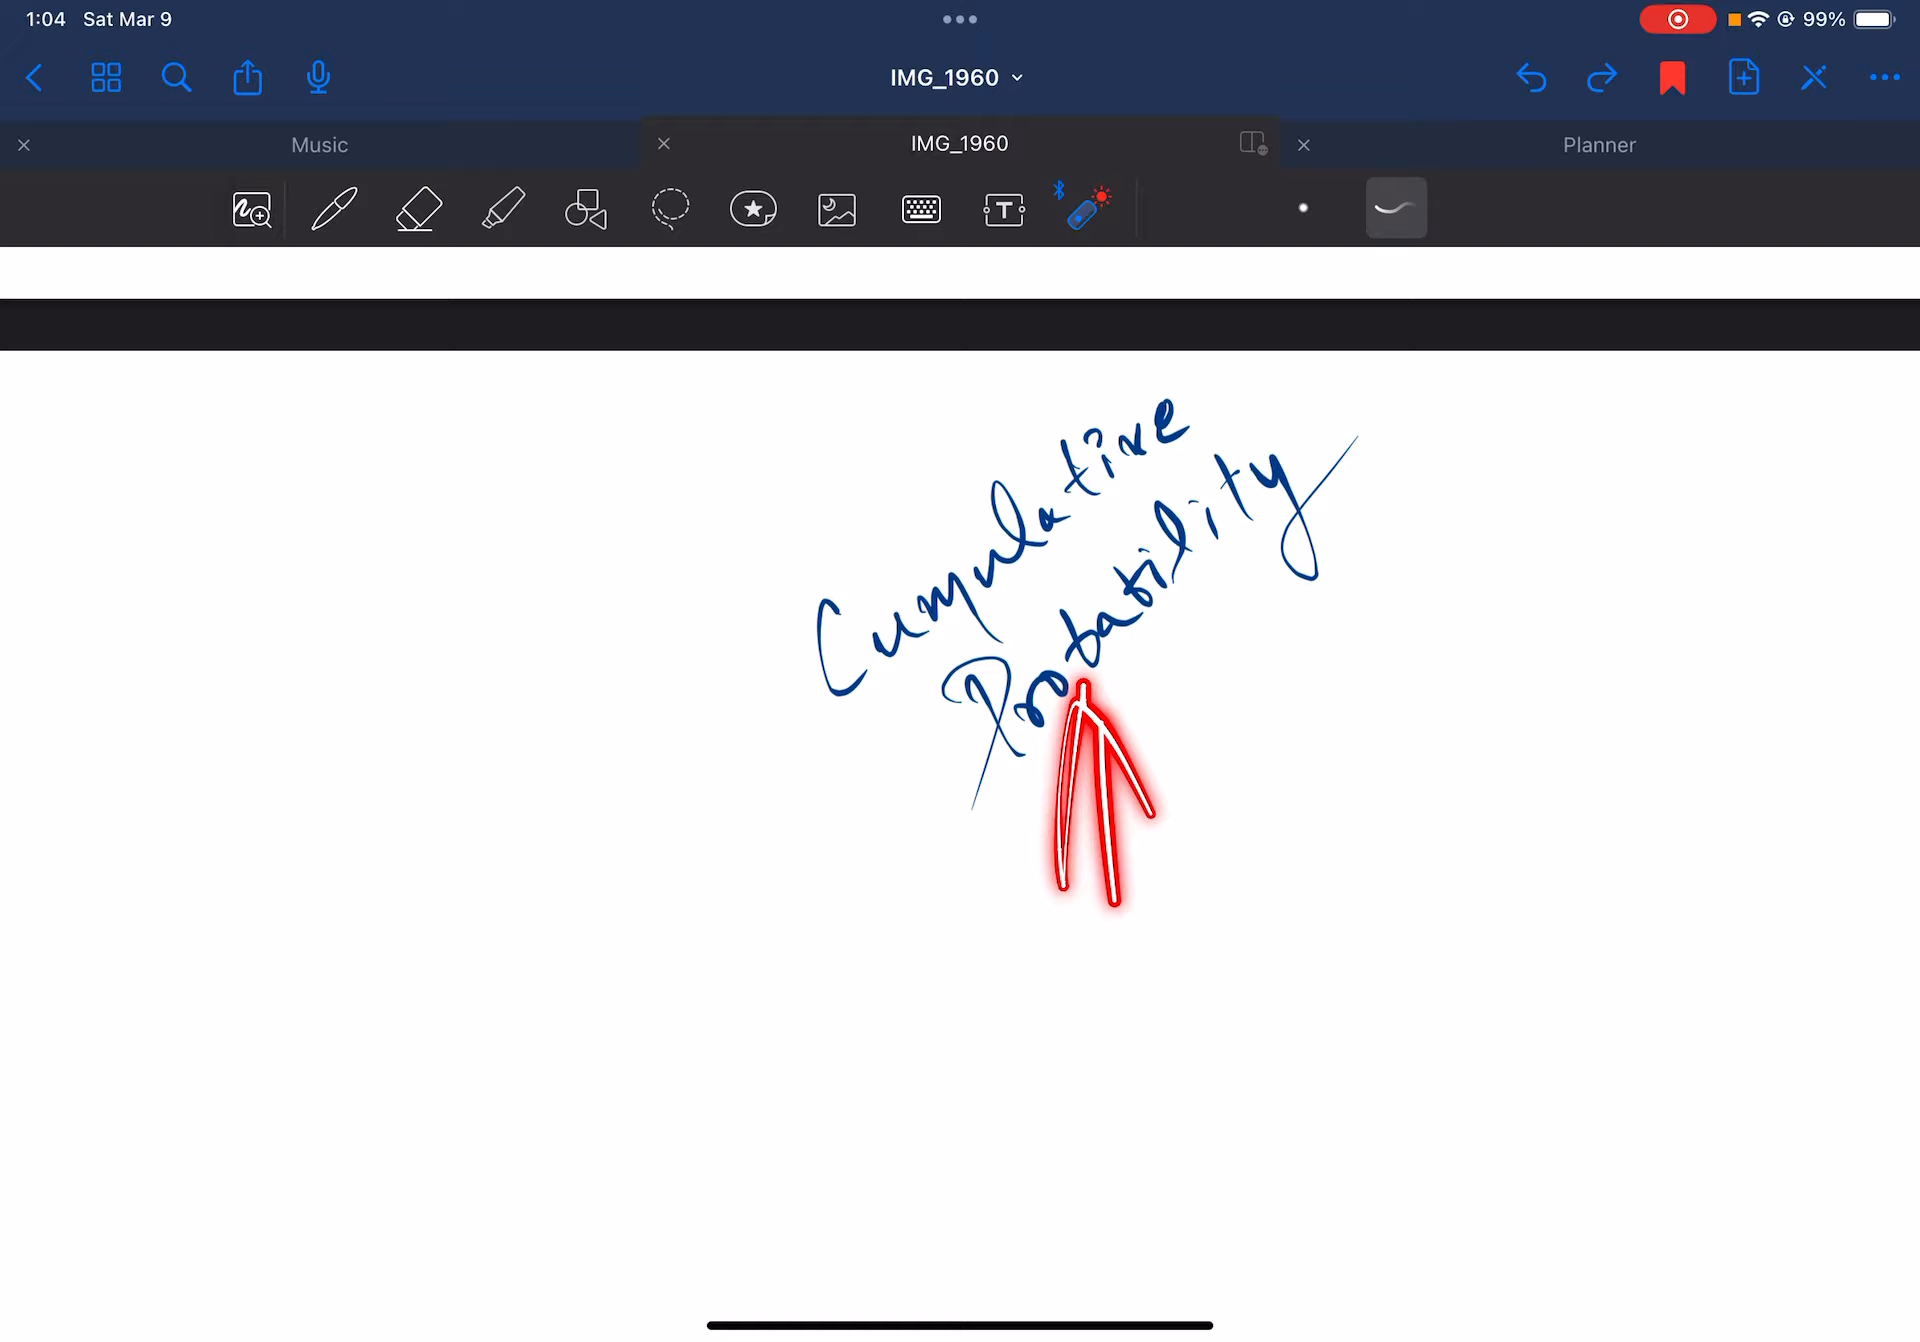 1:04 Sat Mar 9
99%
IMG_1960
Music
IMG_1960
Planner
Cumulative
Probability